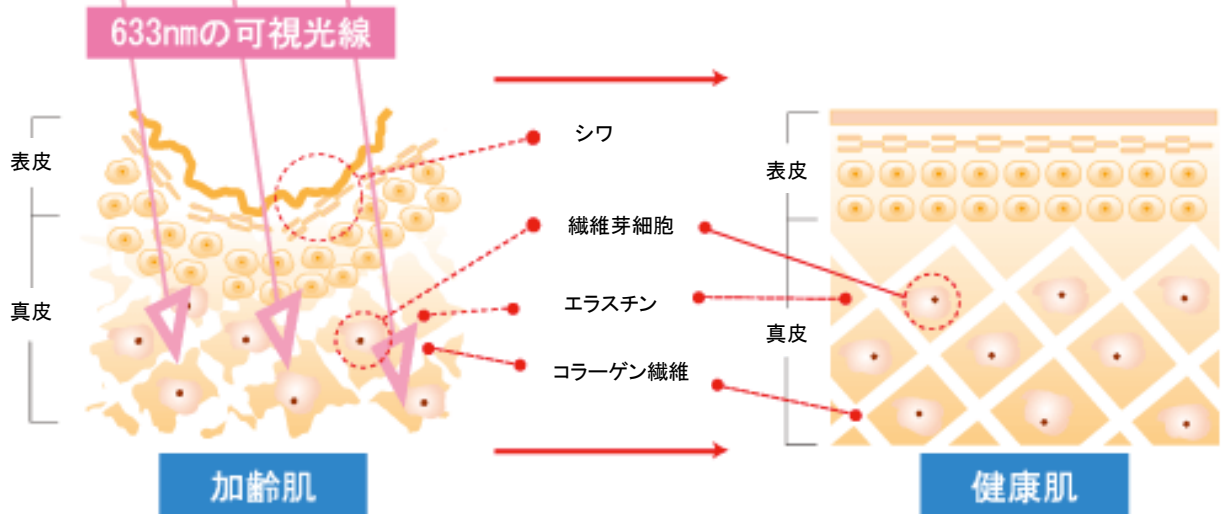 633nmの可視光線
シワ
表皮
表皮
繊維芽細胞
エラスチン
真皮
真皮
コラーゲン繊維
加齢肌
健康肌